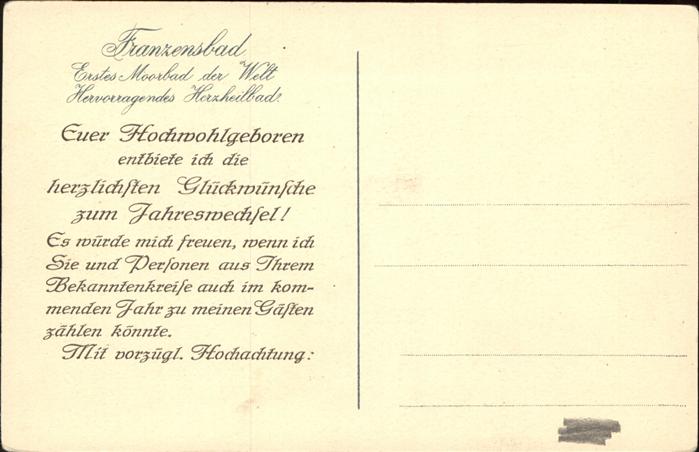 Franzensbad
Erstes Moorbad der Welt
Hervorragendes Herzheilbad.
Euer Hochwohlgeboren
entbiete ich die
herzlichſten Glückwünſche
zum Jahreswechſel!
Es würde mich freuen, wenn ich
Sie und Perſonen aus Ihrem
Bekanntenkreiſe auch im kom-
menden Jahr zu meinen Gäſten
zählen könnte.
Mit vorzügl. Hochachtung: